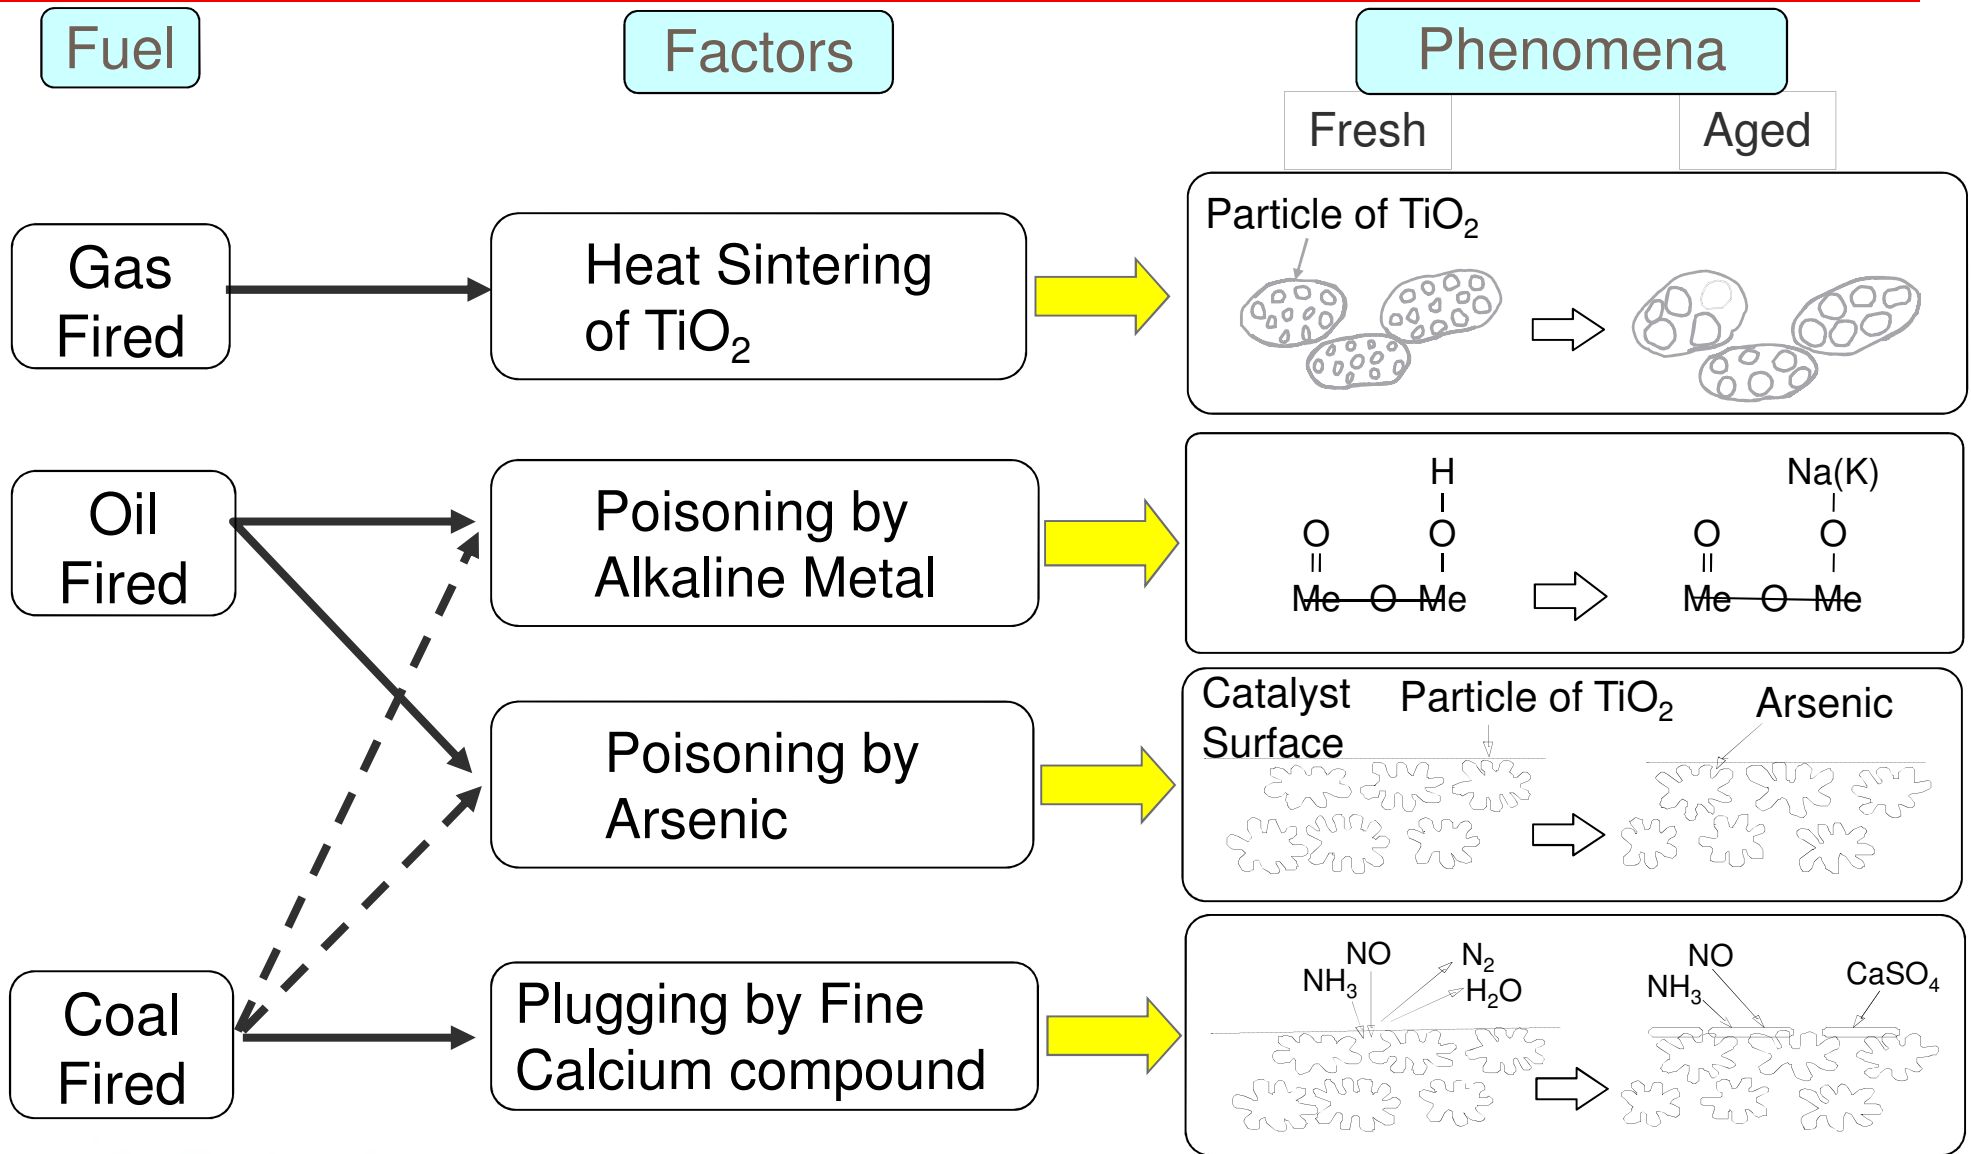 Fuel
Factors
Phenomena
Fresh
Aged
Gas
Fired
Heat Sintering
of TiO₂
Particle of TiO₂
Oil
Fired
Poisoning by
Alkaline Metal
H
O
O
Me O Me
Na(K)
O
O
Me O Me
Poisoning by
Arsenic
Catalyst
Surface
Particle of TiO₂
Arsenic
Coal
Fired
Plugging by Fine
Calcium compound
NO
NH₃
N₂
H₂O
NO
NH₃
CaSO₄